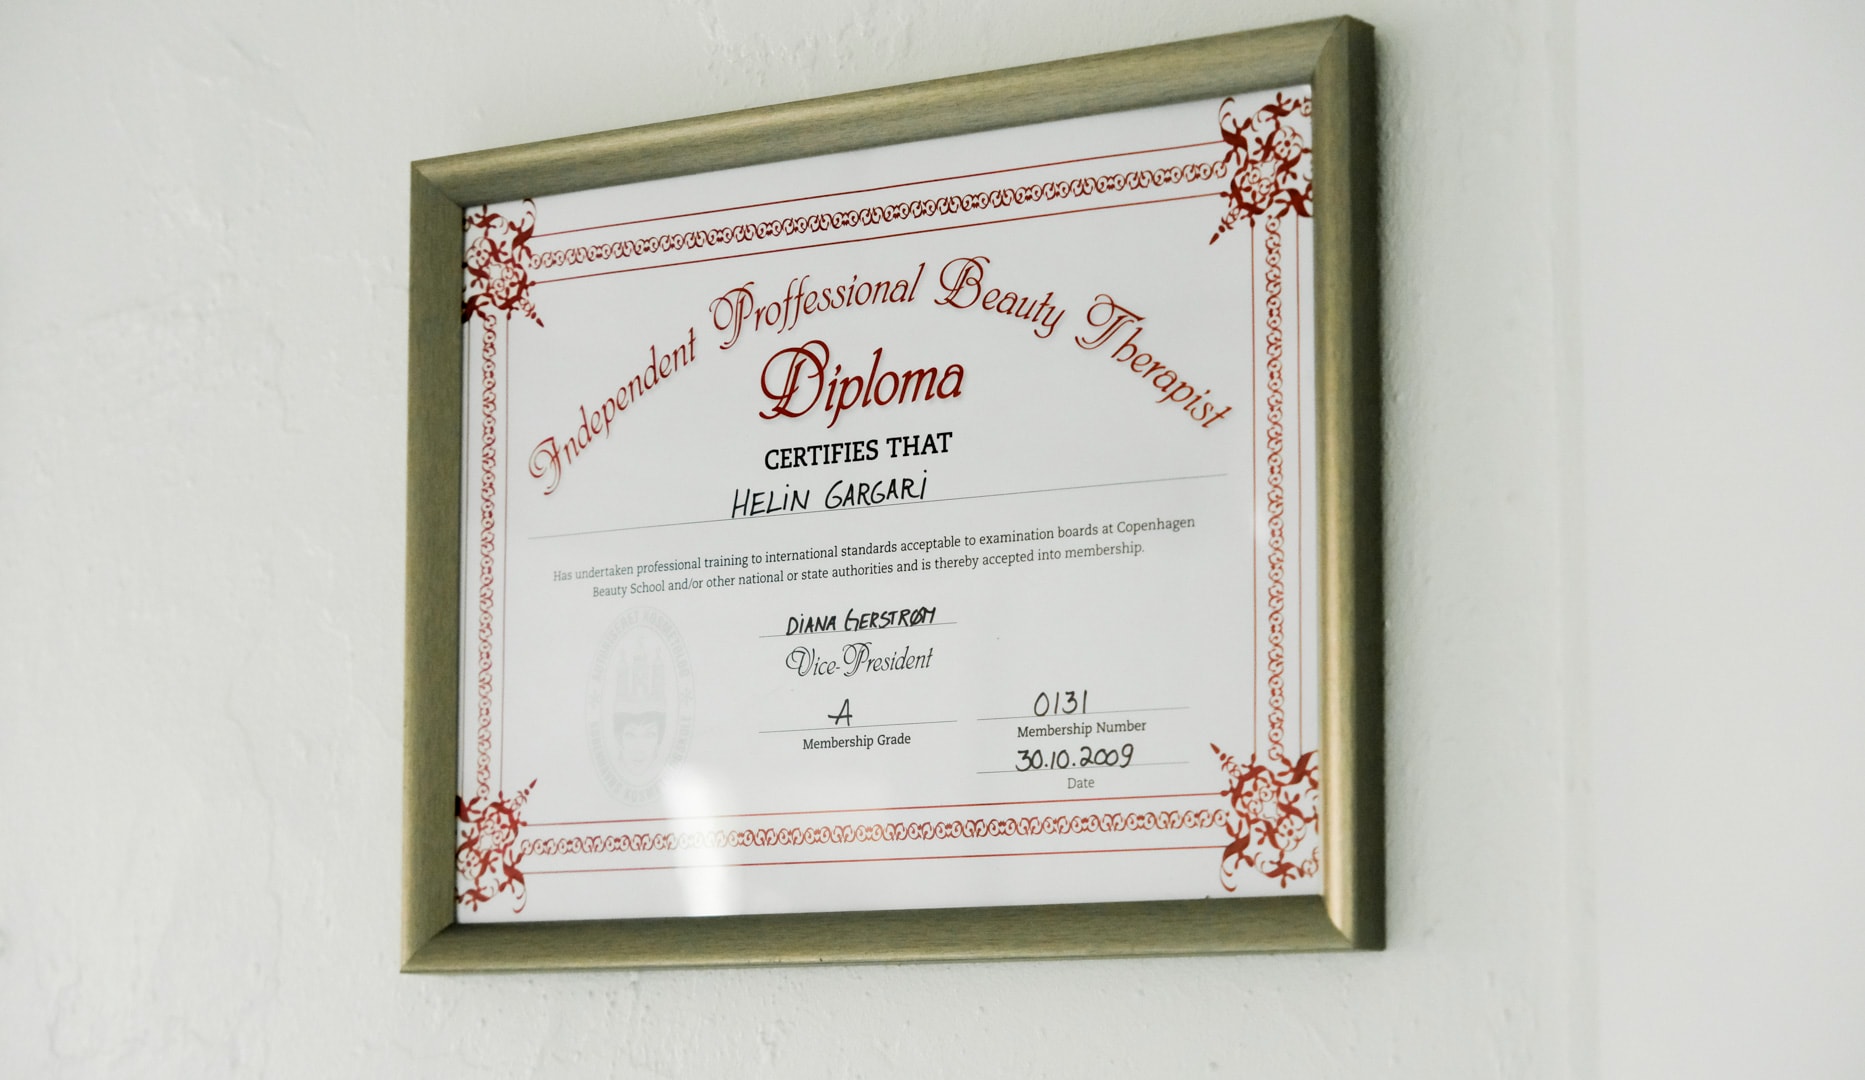 Independent Proffessional Beauty Therapist
Diploma
CERTIFIES THAT
HELIN GARGARI
Has undertaken professional training to international standards acceptable to examination boards at Copenhagen
Beauty School and/or other national or state authorities and is thereby accepted into membership.
DIANA GERSTRØM
Vice-President
A
Membership Grade
0131
Membership Number
30.10.2009
Date